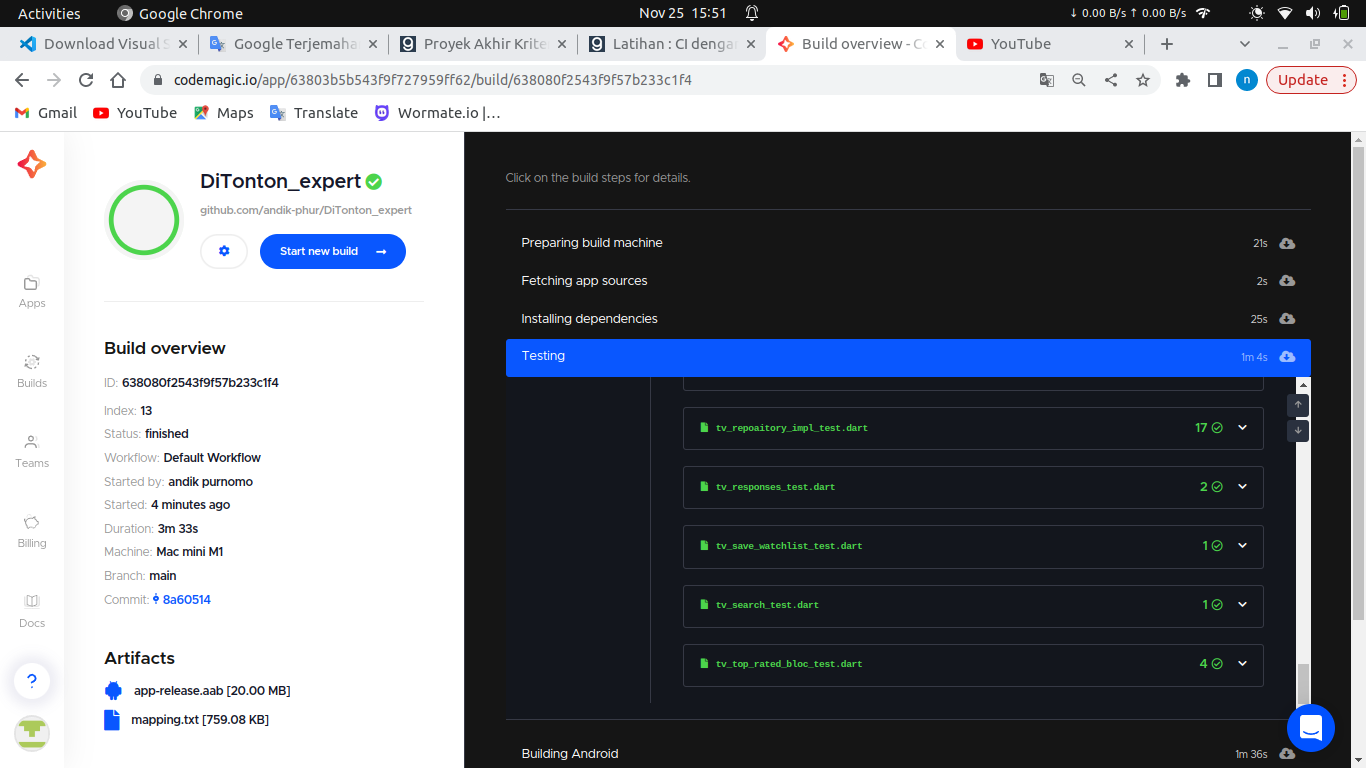 Activities
Google Chrome
Nov 25 15:51
↓ 0.00 B/s ↑ 0.00 B/s
Download Visual S
Google Terjemaha
Proyek Akhir Krite
Latihan : CI dengan
Build overview - Co
YouTube
codemagic.io/app/63803b5b543f9f727959ff62/build/638080f2543f9f57b233c1f4
n
Update
Gmail
YouTube
Maps
Translate
Wormate.io |…
Apps
Builds
Teams
Billing
Docs
?
DiTonton_expert
github.com/andik-phur/DiTonton_expert
Start new build →
Build overview
ID: 638080f2543f9f57b233c1f4
Index: 13
Status: finished
Workflow: Default Workflow
Started by: andik purnomo
Started: 4 minutes ago
Duration: 3m 33s
Machine: Mac mini M1
Branch: main
Commit: 8a60514
Artifacts
app-release.aab [20.00 MB]
mapping.txt [759.08 KB]
Click on the build steps for details.
Preparing build machine 21s
Fetching app sources 2s
Installing dependencies 25s
Testing 1m 4s
tv_repoaitory_impl_test.dart 17
tv_responses_test.dart 2
tv_save_watchlist_test.dart 1
tv_search_test.dart 1
tv_top_rated_bloc_test.dart 4
Building Android 1m 36s